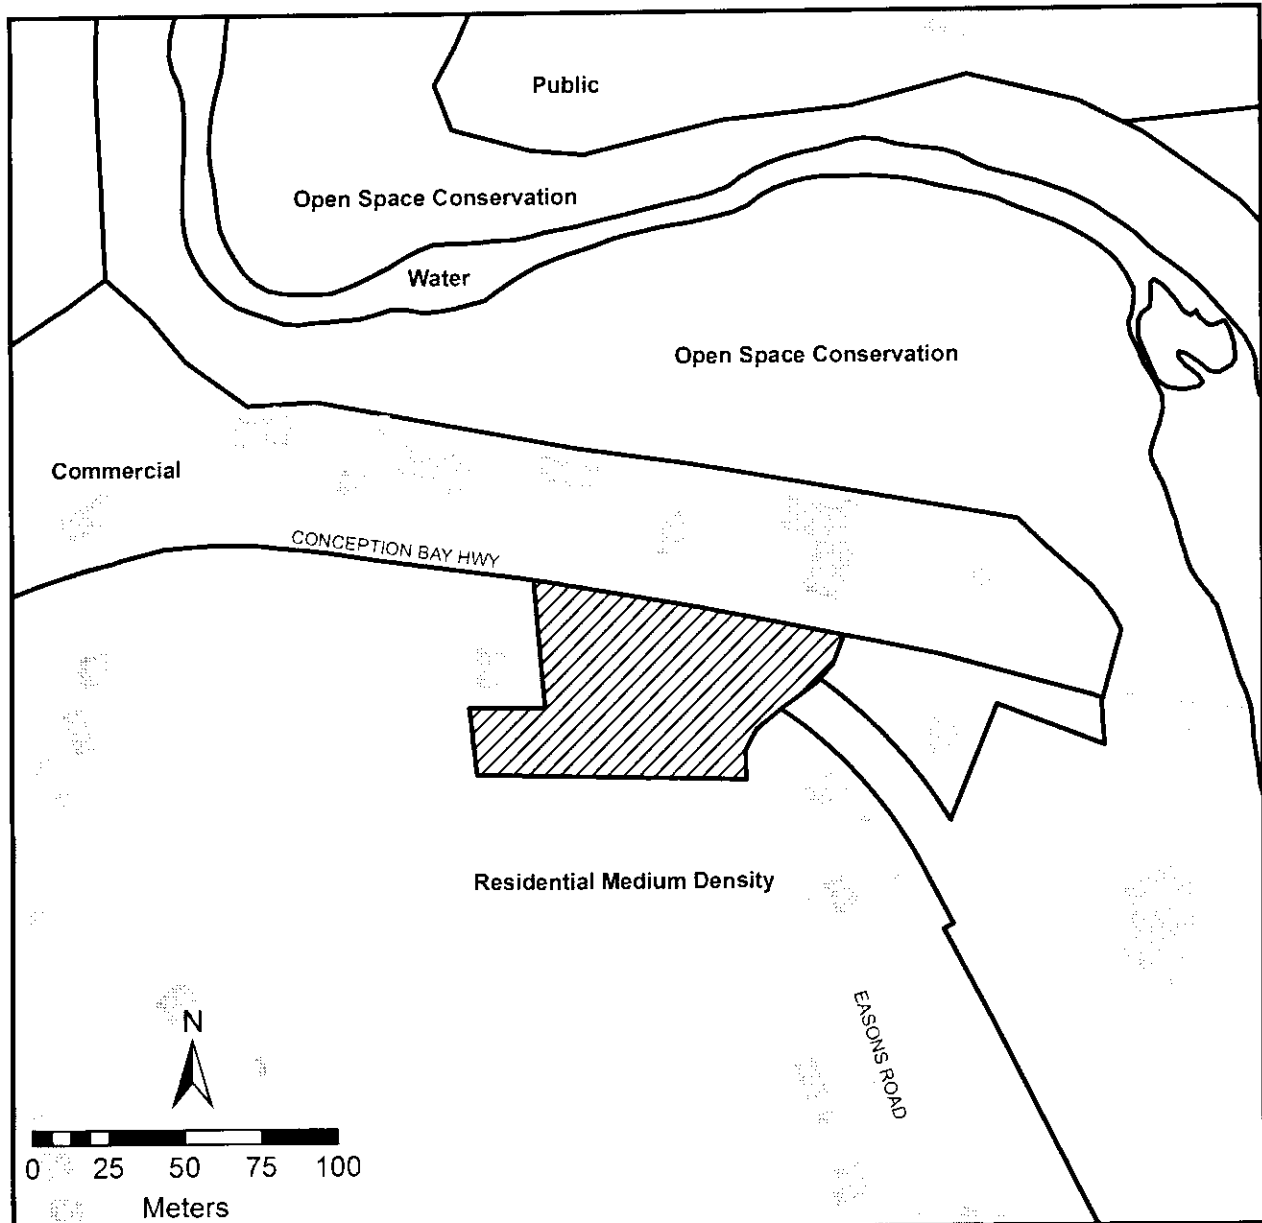 Public
Open Space Conservation
Water
Open Space Conservation
Commercial
CONCEPTION BAY HWY
Residential Medium Density
EASONS ROAD
N
0 25 50 75 100
Meters